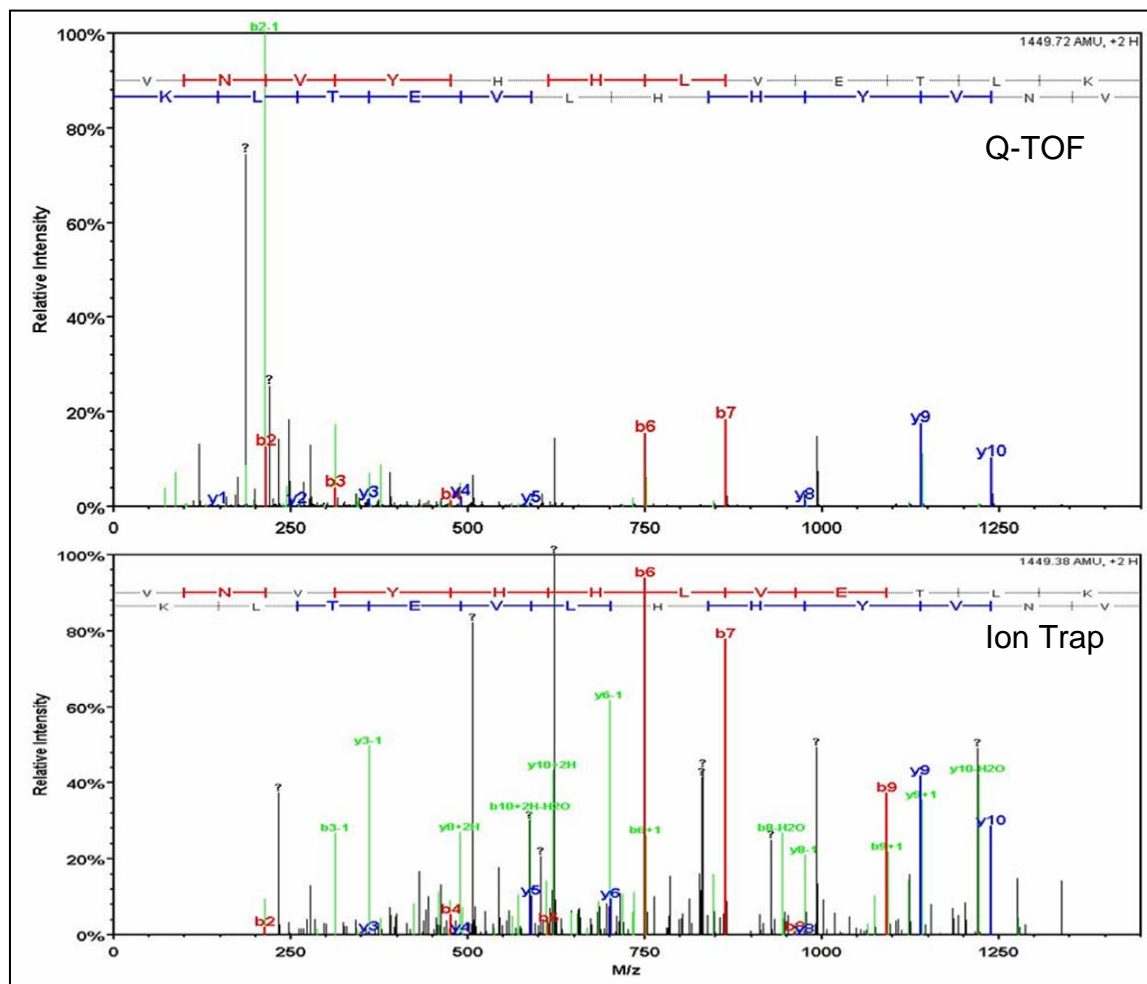 b2-1
100%
1449.72 AMU, +2 H
V N V Y H H L V E T L K
K L T E V L H H Y V N V
80%
?
Q-TOF
60%
Relative Intensity
40%
?
20%
b2 b6 b7 y9 y10
b3
y1 y2 y3 y4 y5 y8
0%
0 250 500 750 1000 1250
?
100%
1449.38 AMU, +2 H
b6
V N V Y H H L V E T L K
K L V T E V L H H Y V N V
?
Ion Trap
80%
b7
60%
y6-1
Relative Intensity
y3-1
? ? ?
40%
y10+2H y10-H2O
? b9 y9
b10+2H-H2O y9+1
b3-1 y8+2H b6+1 b8-H2O y10
? ?
20%
y8-1 b9+1
y5 y6
b4
b2 y3 y4 y8
0%
0 250 500 750 1000 1250
M/z